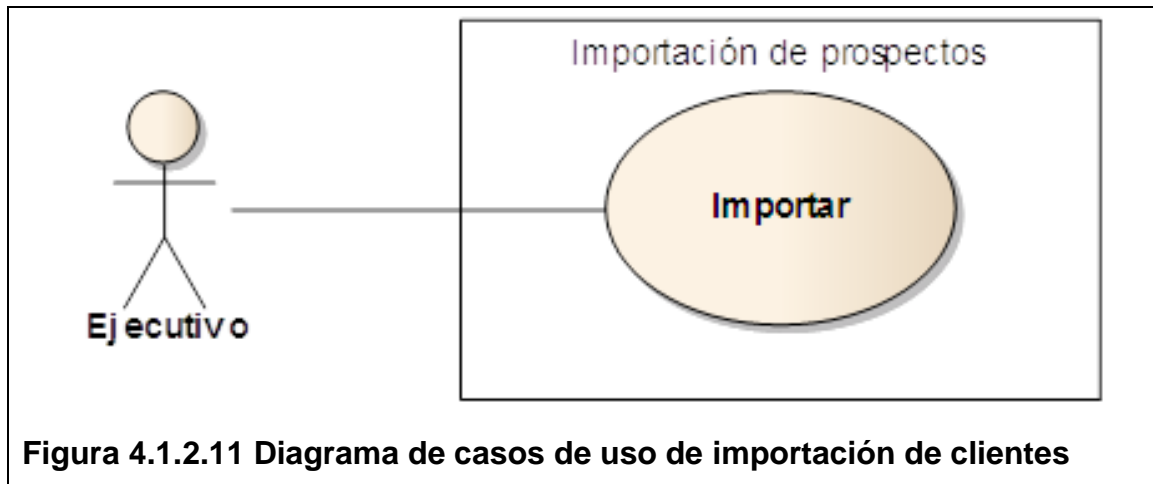 Importación de prospectos
Importar
Ejecutivo
Figura 4.1.2.11 Diagrama de casos de uso de importación de clientes